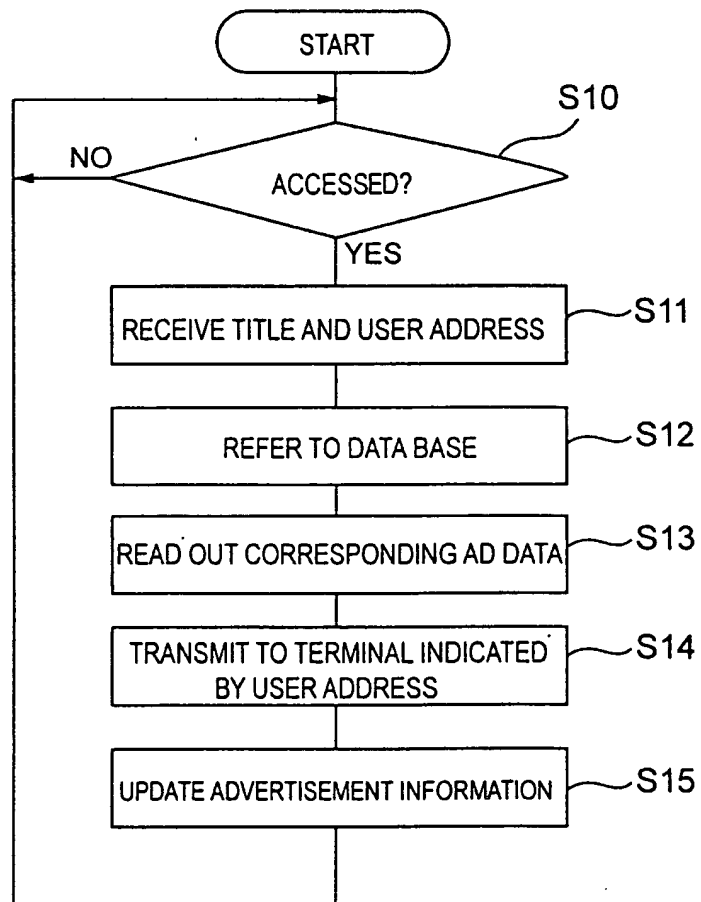 START
S10
NO
ACCESSED?
YES
RECEIVE TITLE AND USER ADDRESS
S11
REFER TO DATA BASE
S12
READ OUT CORRESPONDING AD DATA
S13
TRANSMIT TO TERMINAL INDICATED
BY USER ADDRESS
S14
UPDATE ADVERTISEMENT INFORMATION
S15